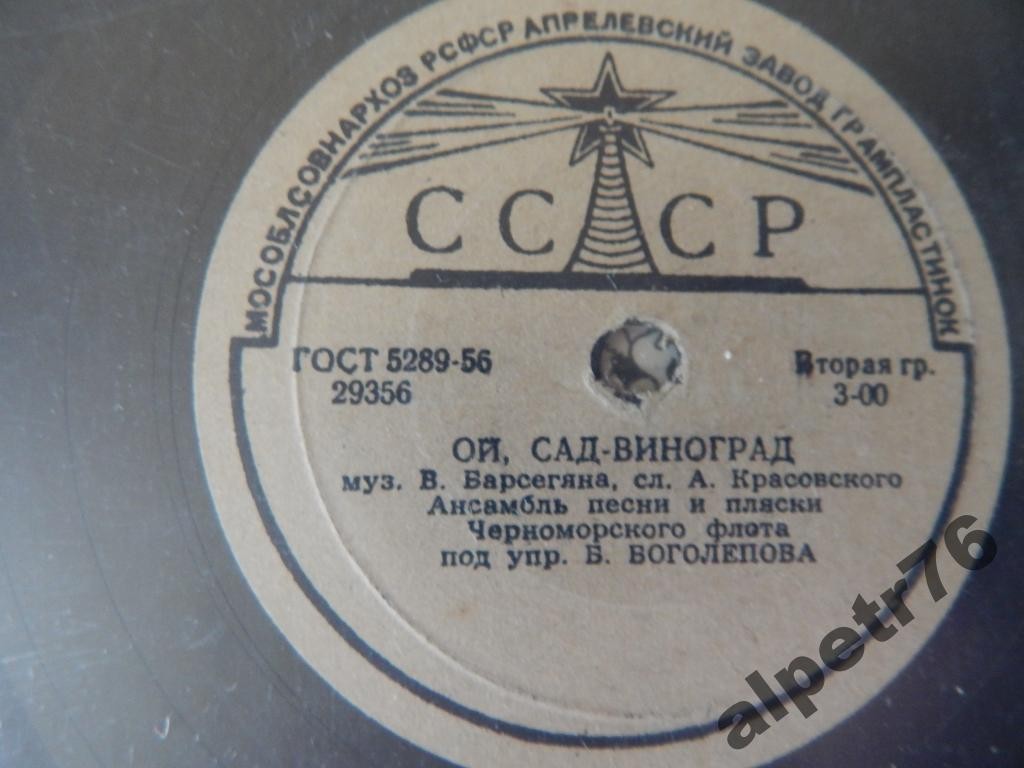 МОСОБЛСОВНАРХОЗ РСФСР АПРЕЛЕВСКИЙ ЗАВОД ГРАМПЛАСТИНОК
СССР
ГОСТ 5289-56
29356
Вторая гр.
3-00
ОЙ, САД-ВИНОГРАД
муз. В. Барсегяна, сл. А. Красовского
Ансамбль песни и пляски
Черноморского флота
под упр. Б. БОГОЛЕПОВА
alpetr76